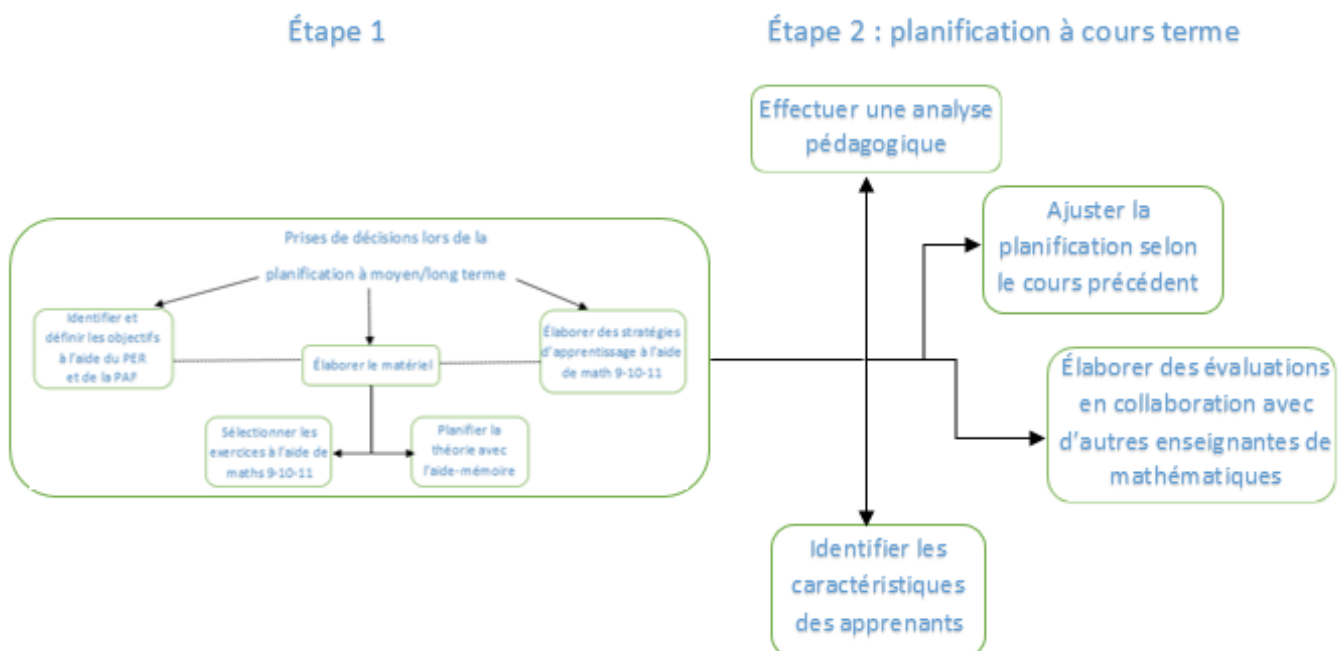 Étape 1
Étape 2 : planification à cours terme
Prises de décisions lors de la
planification à moyen/long terme
Identifier et
définir les objectifs
à l'aide du PER
et de la PAF
Élaborer le matériel
Élaborer des stratégies
d'apprentissage à l'aide
de math 9-10-11
Sélectionner les
exercices à l'aide de
maths 9-10-11
Planifier la
théorie avec
l'aide-mémoire
Effectuer une analyse
pédagogique
Ajuster la
planification selon
le cours précédent
Élaborer des évaluations
en collaboration avec
d'autres enseignantes de
mathématiques
Identifier les
caractéristiques
des apprenants